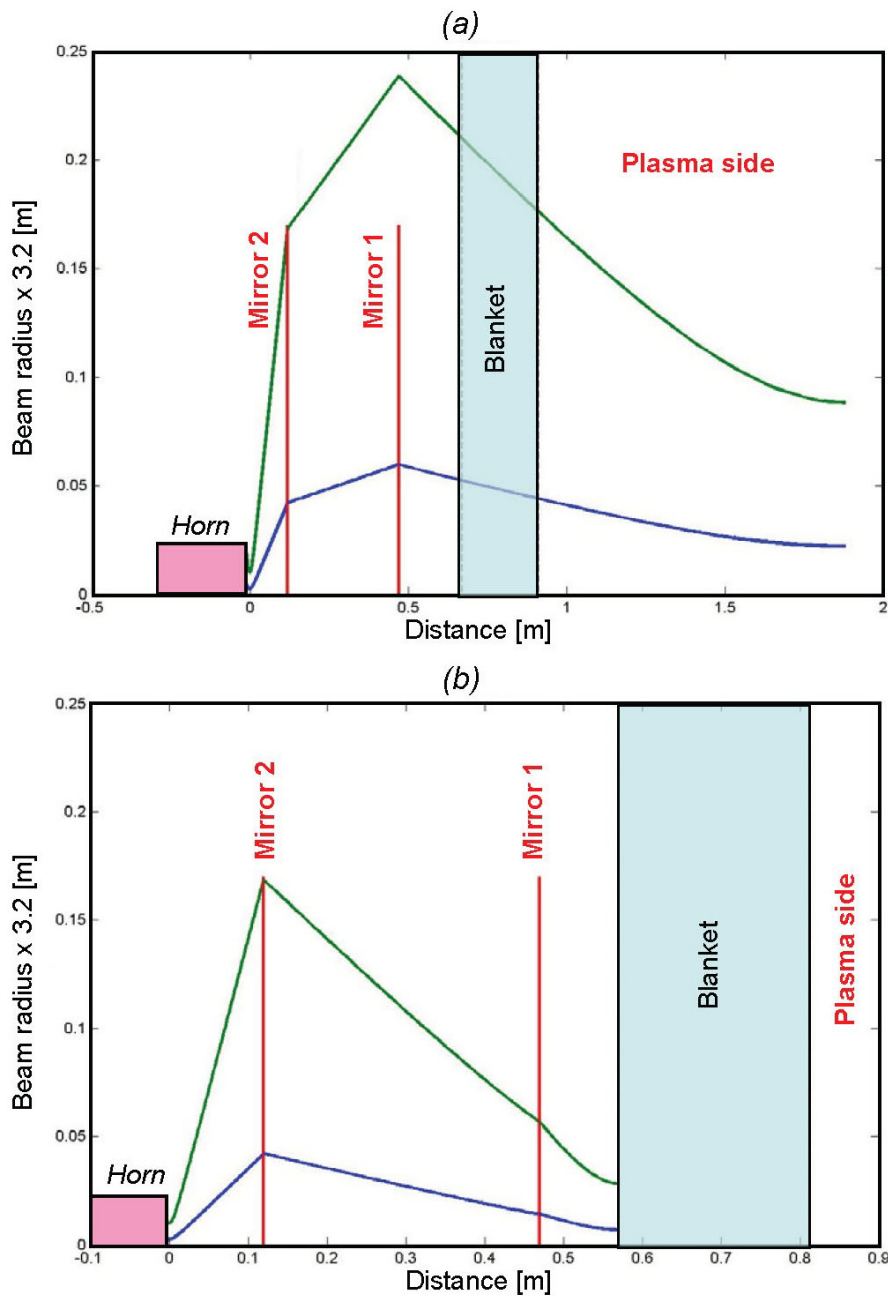 (a)
Beam radius x 3.2 [m]
0.25
0.2
0.15
0.1
0.05
0
Mirror 2
Mirror 1
Blanket
Plasma side
Horn
-0.5
0
0.5
1
1.5
2
Distance [m]
(b)
Beam radius x 3.2 [m]
0.25
0.2
0.15
0.1
0.05
0
Mirror 2
Mirror 1
Blanket
Plasma side
Horn
-0.1
0
0.1
0.2
0.3
0.4
0.5
0.6
0.7
0.8
0.9
Distance [m]